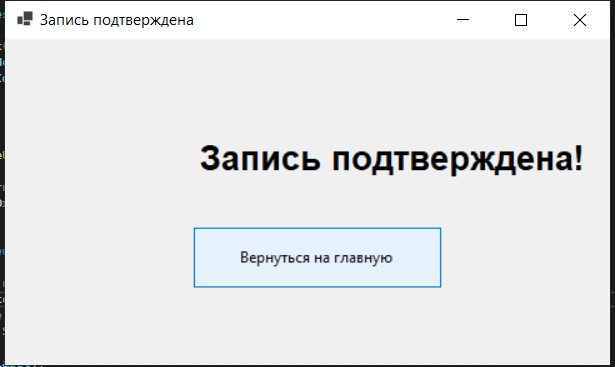 Запись подтверждена
Запись подтверждена!
Вернуться на главную